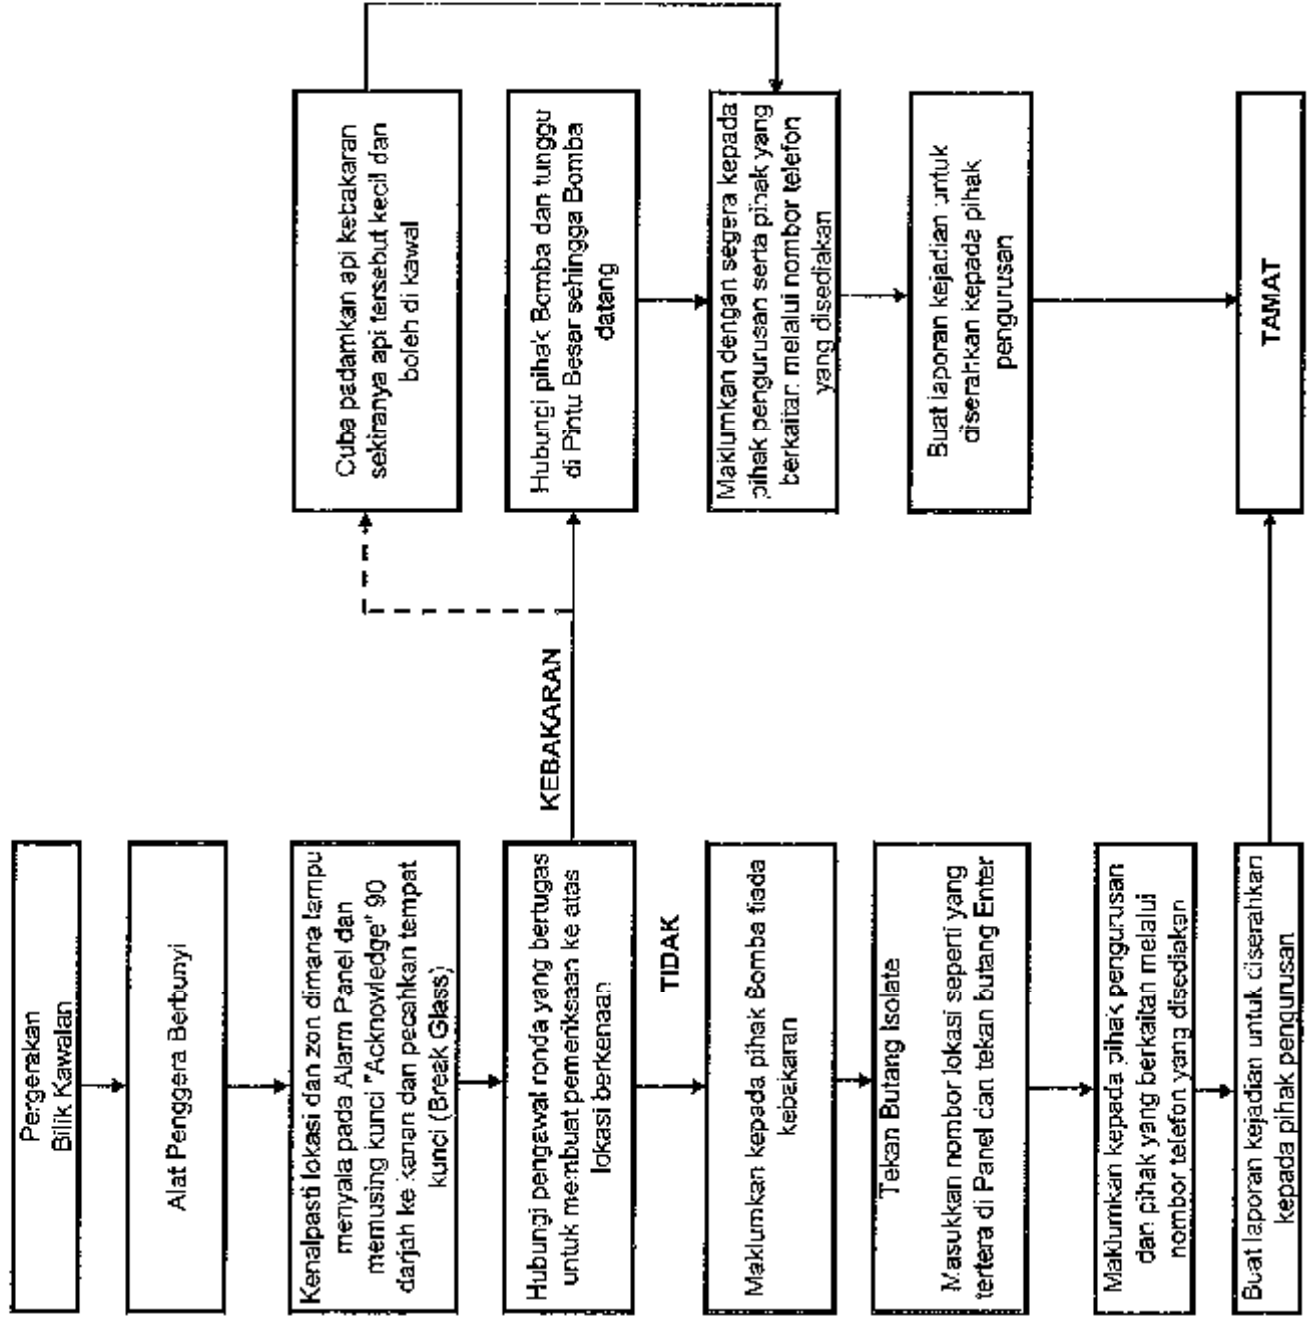 Pergerakan
Bilik Kawalan
Alat Penggera Berbunyi
Kenalpasti lokasi dan zon dimana lampu
menyala pada Alarm Panel dan
memusing kunci "Acknowledge" 90
darjah ke kanan dan pecahkan tempat
kunci (Break Glass)
Hubungi pengawal ronda yang bertugas
untuk membuat pemeriksaan ke atas
lokasi berkenaan
KEBAKARAN
TIDAK
Maklumkan kepada pihak Bomba tiada
kebakaran
Tekan Butang Isolate
Masukkan nombor lokasi seperti yang
tertera di Panel dan tekan butang Enter
Maklumkan kepada pihak pengurusan
dan pihak yang berkaitan melalui
nombor telefon yang disediakan
Buat laporan kejadian untuk diserahkan
kepada pihak pengurusan
Cuba padamkan api kebakaran
sekiranya api tersebut kecil dan
boleh di kawal
Hubungi pihak Bomba dan tunggu
di Pintu Besar sehingga Bomba
datang
Maklumkan dengan segera kepada
pihak pengurusan serta pihak yang
berkaitan melalui nombor telefon
yang disediakan
Buat laporan kejadian untuk
diserahkan kepada pihak
pengurusan
TAMAT